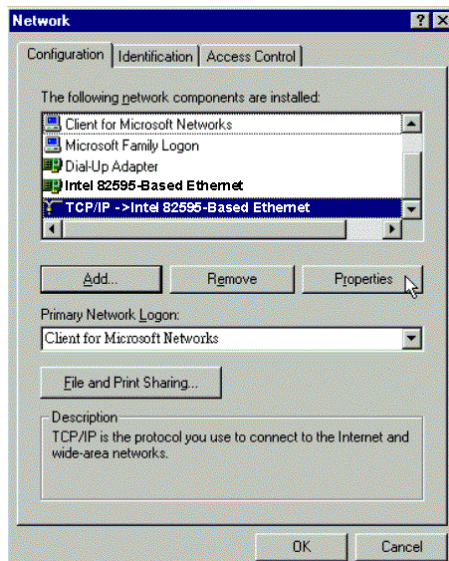 Network
Configuration Identification Access Control
The following network components are installed:
Client for Microsoft Networks
Microsoft Family Logon
Dial-Up Adapter
Intel 82595-Based Ethernet
TCP/IP ->Intel 82595-Based Ethernet
Add... Remove Properties
Primary Network Logon:
Client for Microsoft Networks
File and Print Sharing...
Description
TCP/IP is the protocol you use to connect to the Internet and
wide-area networks.
OK Cancel